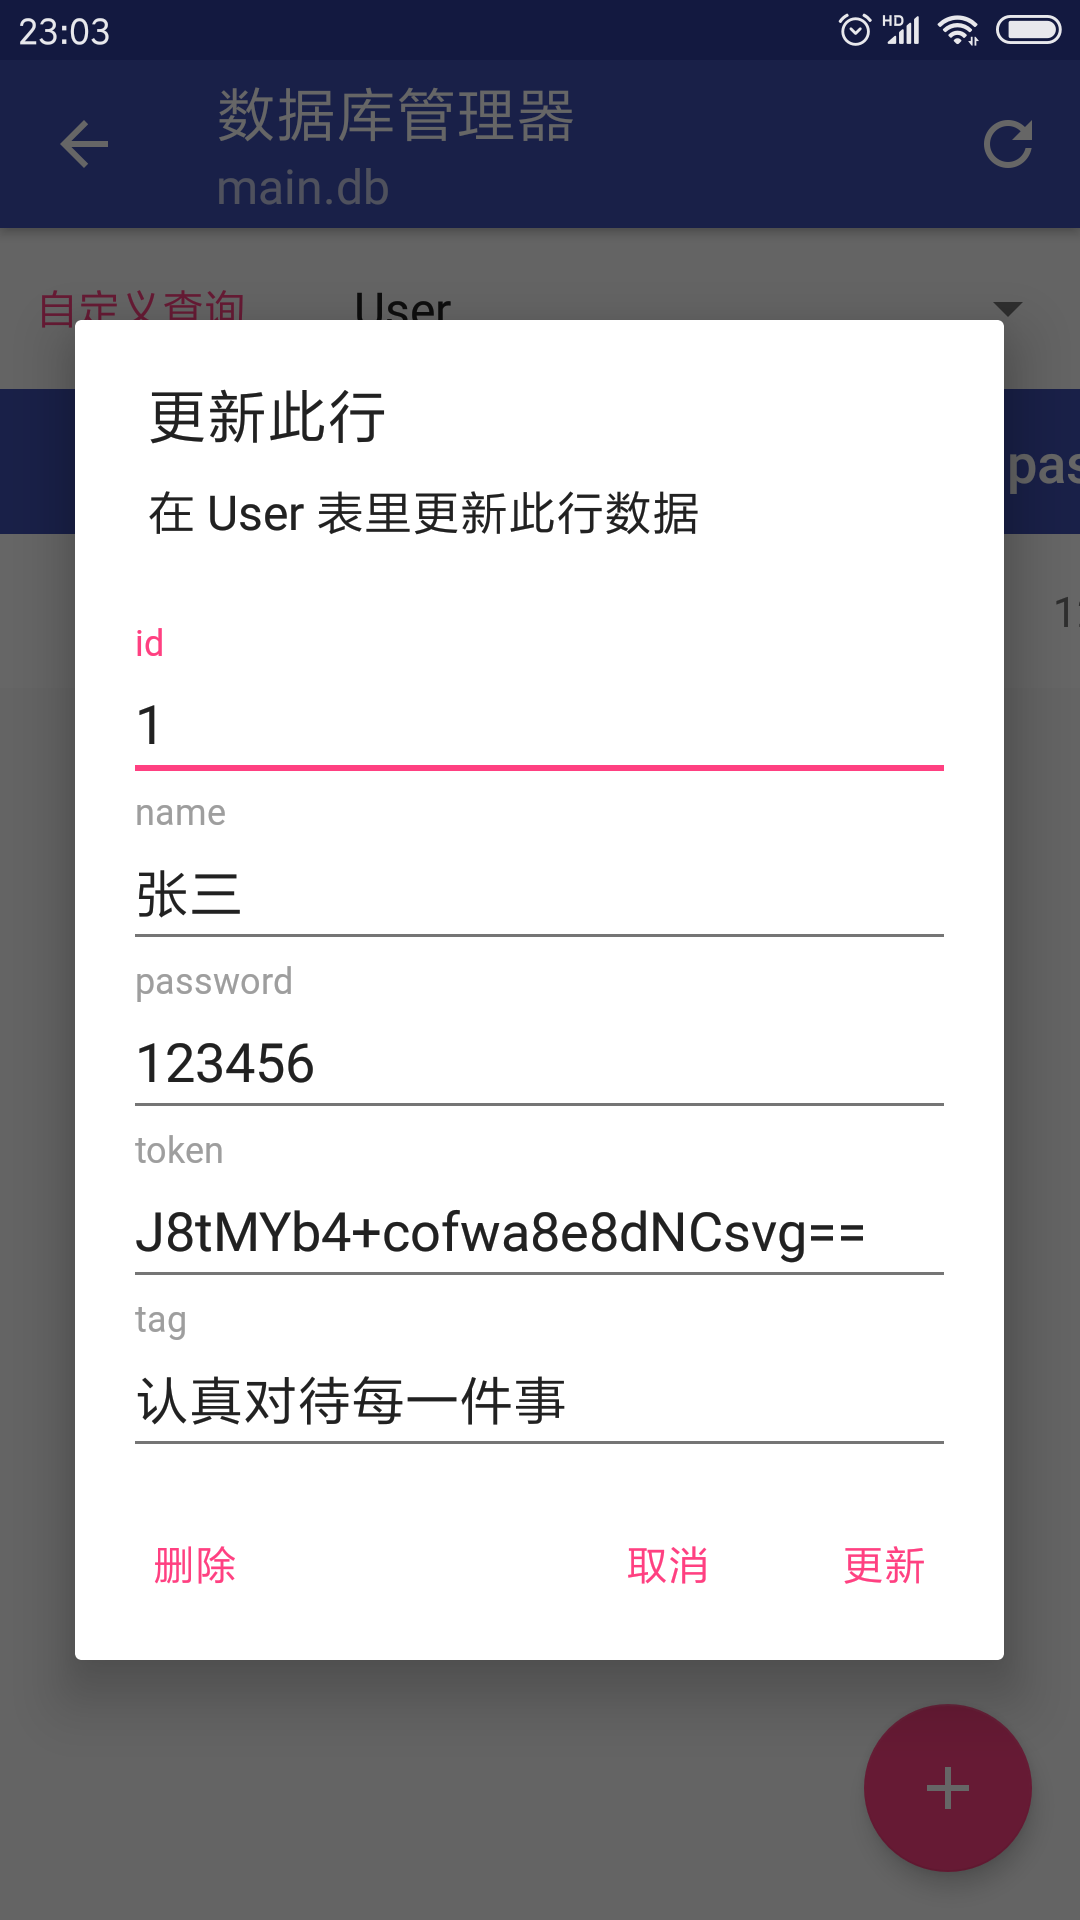 23:03
HD
数据库管理器
main.db
自定义查询 User
更新此行
在 User 表里更新此行数据
pas
id
1
name
张三
password
123456
token
J8tMYb4+cofwa8e8dNCsvg==
tag
认真对待每一件事
删除 取消 更新